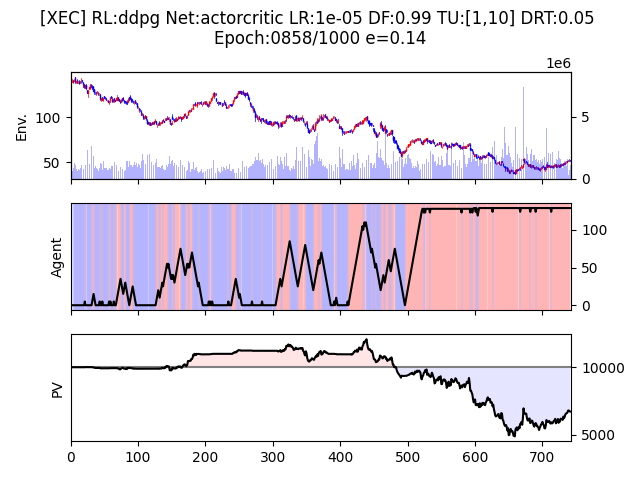 [XEC] RL:ddpg Net:actorcritic LR:1e-05 DF:0.99 TU:[1,10] DRT:0.05
Epoch:0858/1000 e=0.14
1e6
Env.
100
50
5
0
Agent
100
50
0
PV
10000
5000
0 100 200 300 400 500 600 700